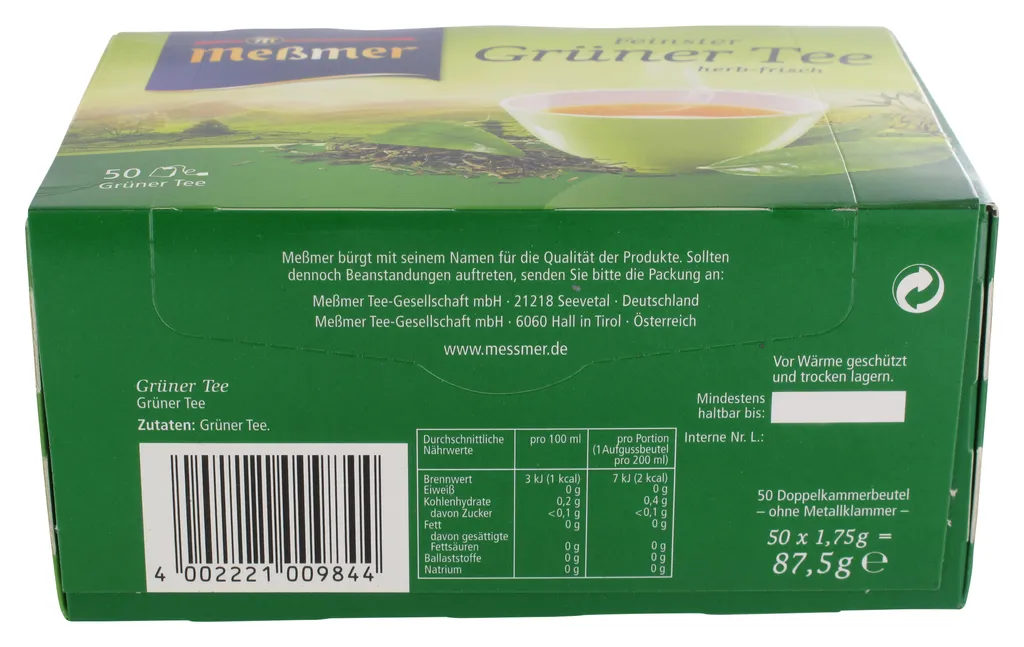 Meßmer
Feinster
Grüner Tee
herb-frisch
50
Grüner Tee
Meßmer bürgt mit seinem Namen für die Qualität der Produkte. Sollten
dennoch Beanstandungen auftreten, senden Sie bitte die Packung an:
Meßmer Tee-Gesellschaft mbH · 21218 Seevetal · Deutschland
Meßmer Tee-Gesellschaft mbH · 6060 Hall in Tirol · Österreich
www.messmer.de
Vor Wärme geschützt
und trocken lagern.
Mindestens
haltbar bis:
Interne Nr. L.:
Grüner Tee
Grüner Tee
Zutaten: Grüner Tee.
4 002221 009844
Durchschnittliche pro 100 ml pro Portion
Nährwerte (1 Aufgussbeutel
pro 200 ml)
Brennwert 3 kJ (1 kcal) 7 kJ (2 kcal)
Eiweiß 0 g 0 g
Kohlenhydrate 0,2 g 0,4 g
davon Zucker <0,1 g <0,1 g
Fett 0 g 0 g
davon gesättigte
Fettsäuren 0 g 0 g
Ballaststoffe 0 g 0 g
Natrium 0 g 0 g
50 Doppelkammerbeutel
– ohne Metallklammer –
50 x 1,75g =
87,5g ℮